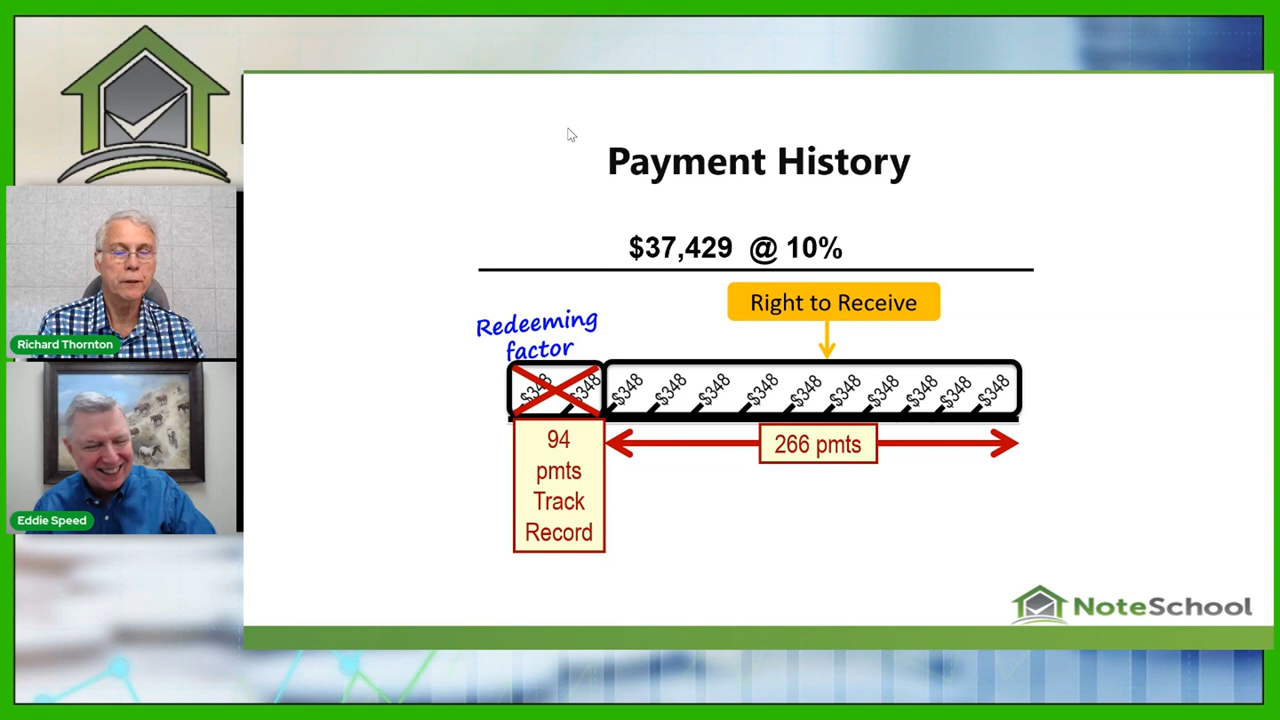 Payment History
$37,429 @ 10%
Right to Receive
Redeeming
factor
$348 $348 $348 $348 $348 $348 $348 $348 $348 $348 $348
94
pmts
Track
Record
266 pmts
Richard Thornton
Eddie Speed
NoteSchool